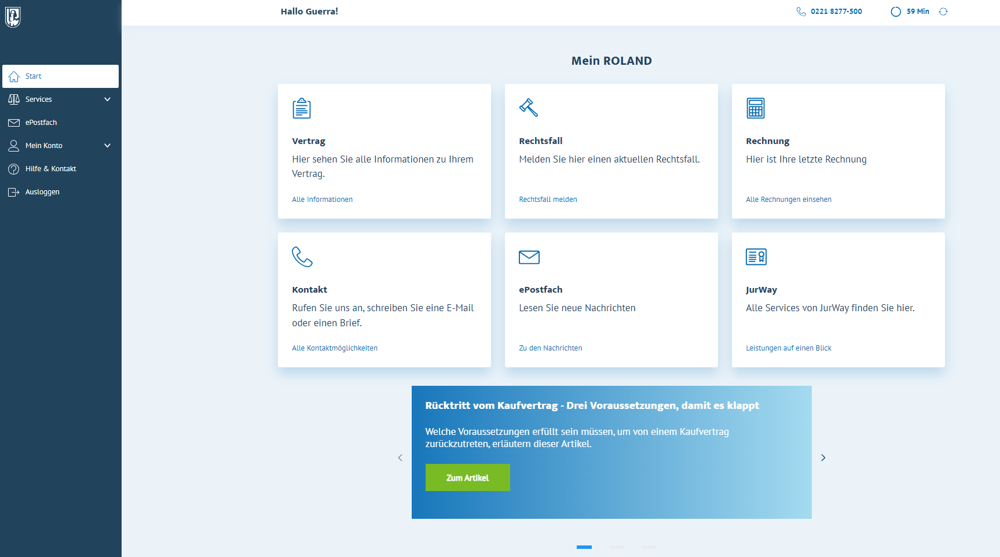 Hallo Guerra!
0221 8277-500
59 Min
Start
Services
ePostfach
Mein Konto
Hilfe & Kontakt
Ausloggen
Mein ROLAND
Vertrag
Hier sehen Sie alle Informationen zu Ihrem
Vertrag.
Alle Informationen
Rechtsfall
Melden Sie hier einen aktuellen Rechtsfall.
Rechtsfall melden
Rechnung
Hier ist Ihre letzte Rechnung
Alle Rechnungen einsehen
Kontakt
Rufen Sie uns an, schreiben Sie eine E-Mail
oder einen Brief.
Alle Kontaktmöglichkeiten
ePostfach
Lesen Sie neue Nachrichten
Zu den Nachrichten
JurWay
Alle Services von JurWay finden Sie hier.
Leistungen auf einen Blick
Rücktritt vom Kaufvertrag - Drei Voraussetzungen, damit es klappt
Welche Voraussetzungen erfüllt sein müssen, um von einem Kaufvertrag
zurückzutreten, erläutern dieser Artikel.
Zum Artikel